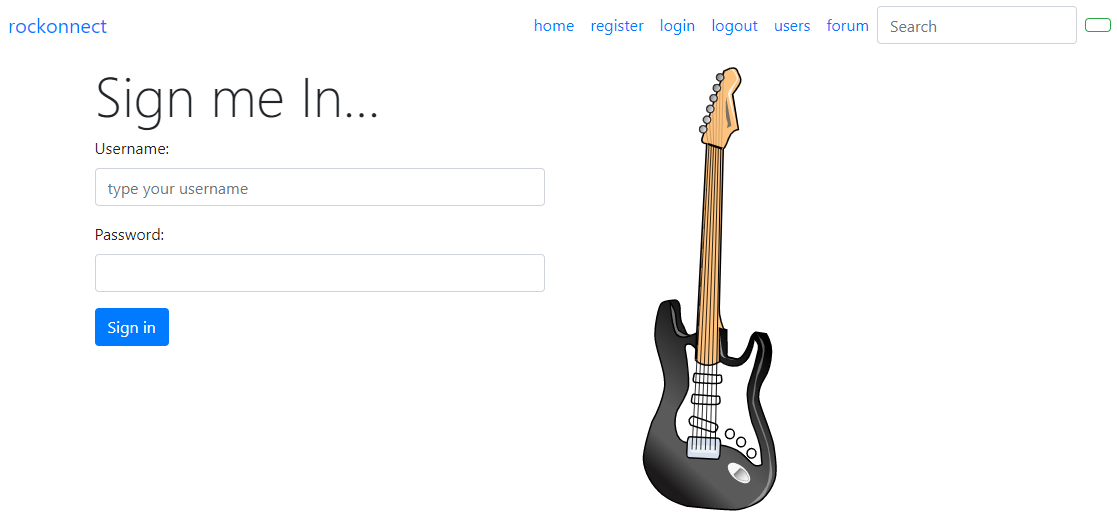 rockonnect home register login logout users forum Search
Sign me In...
Username:
type your username
Password:
Sign in